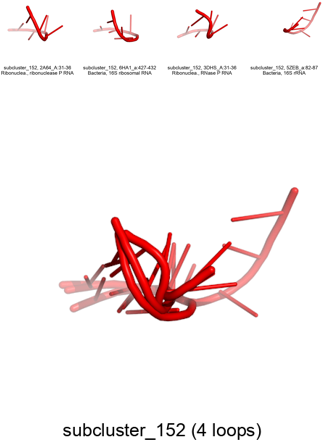 subcluster_152, 2A64_A:31-36
Ribonuclea., ribonuclease P RNA
subcluster_152, 6HA1_a:427-432
Bacteria, 16S ribosomal RNA
subcluster_152, 3DHS_A:31-36
Ribonuclea., RNase P RNA
subcluster_152, 5ZEB_a:82-87
Bacteria, 16S rRNA
subcluster_152 (4 loops)